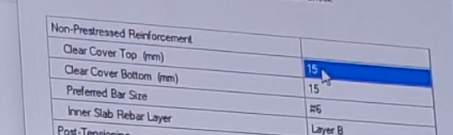 Non-Prestressed Reinforcement
Clear Cover Top (mm) 15
Clear Cover Bottom (mm) 15
Preferred Bar Size #6
Inner Slab Rebar Layer Layer B
Post-Tensioning